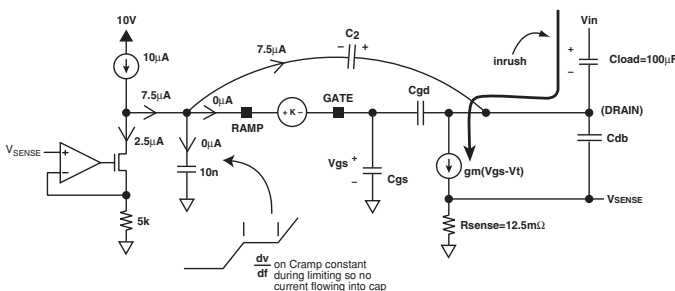 10V
10µA
7.5µA
C2
– +
7.5µA
0µA
RAMP
+ K –
GATE
Cgd
inrush
Vin
+
–
Cload=100µF
(DRAIN)
Cdb
VSENSE
+
–
2.5µA
0µA
10n
5k
Vgs
+
–
Cgs
gm(Vgs-Vt)
VSENSE
Rsense=12.5mΩ
dv
df
on Cramp constant
during limiting so no
current flowing into cap